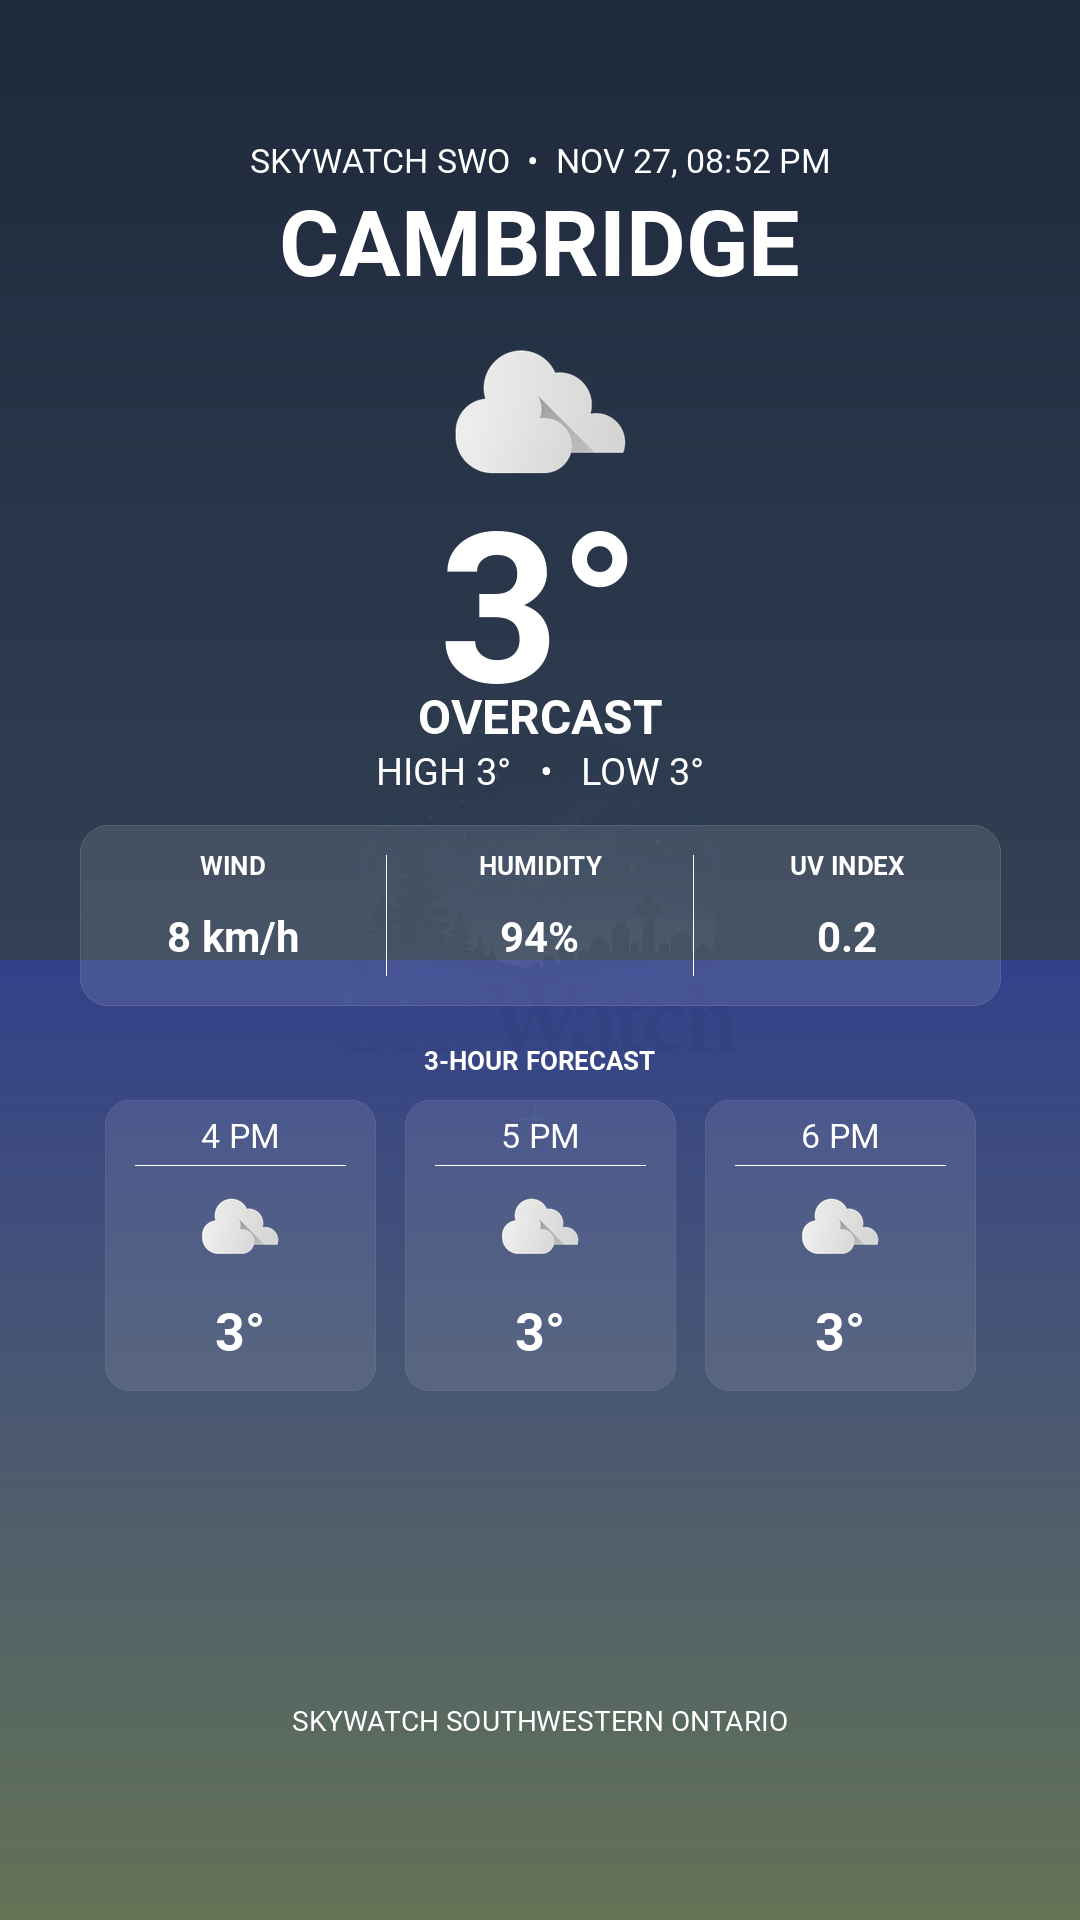 SKYWATCH SWO • NOV 27, 08:52 PM
CAMBRIDGE
3°
OVERCAST
HIGH 3° • LOW 3°
WIND HUMIDITY UV INDEX
8 km/h 94% 0.2
SkyWatch
3-HOUR FORECAST
4 PM 5 PM 6 PM
3° 3° 3°
SKYWATCH SOUTHWESTERN ONTARIO